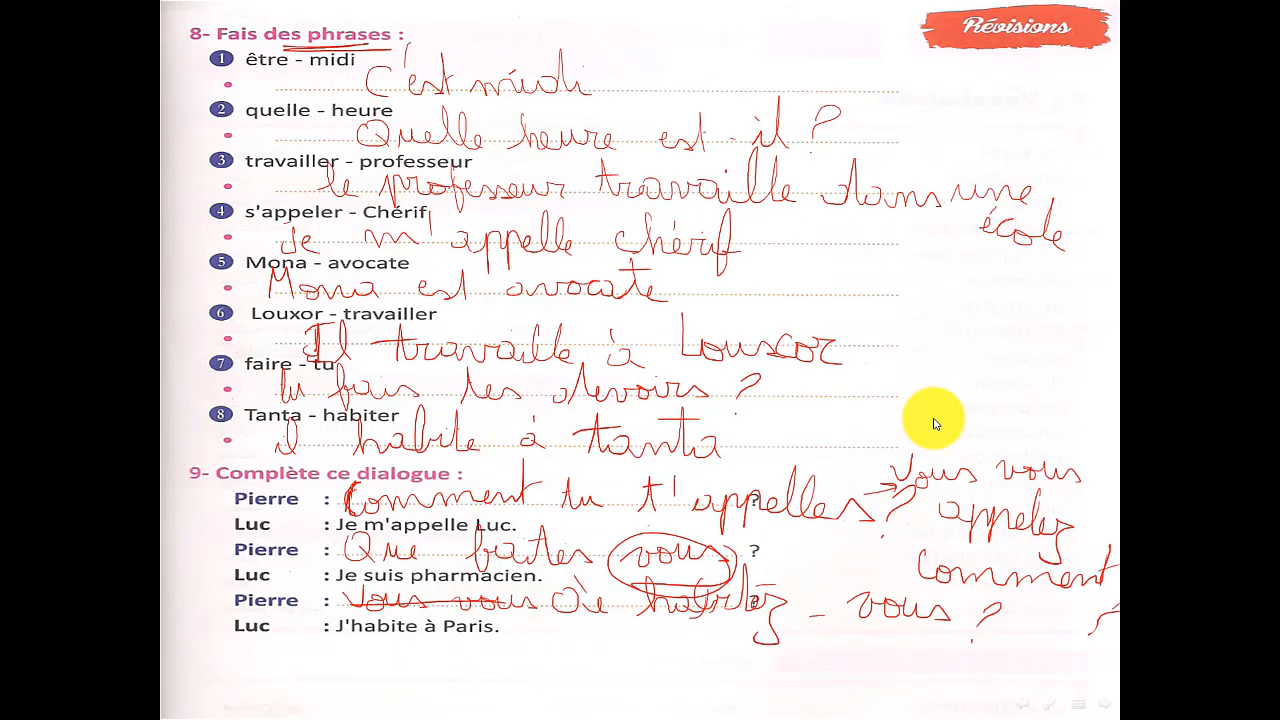 Révisions
8- Fais des phrases :
1 être - midi
C'est midi
2 quelle - heure
Quelle heure est-il ?
3 travailler - professeur
le professeur travaille dans une
école
4 s'appeler - Chérif
Je m'appelle chérif
5 Mona - avocate
Mona est avocate
6 Louxor - travailler
Il travaille à Louxor
7 faire - tu
tu fais les devoirs ?
8 Tanta - habiter
il habite à tanta
9- Complète ce dialogue :
Pierre : Comment tu t'appelles ?
vous vous
appelez
comment
Luc : Je m'appelle Luc.
Pierre : Que faites vous ?
Luc : Je suis pharmacien.
Pierre : Vous vous Où habitez - vous ?
Luc : J'habite à Paris.